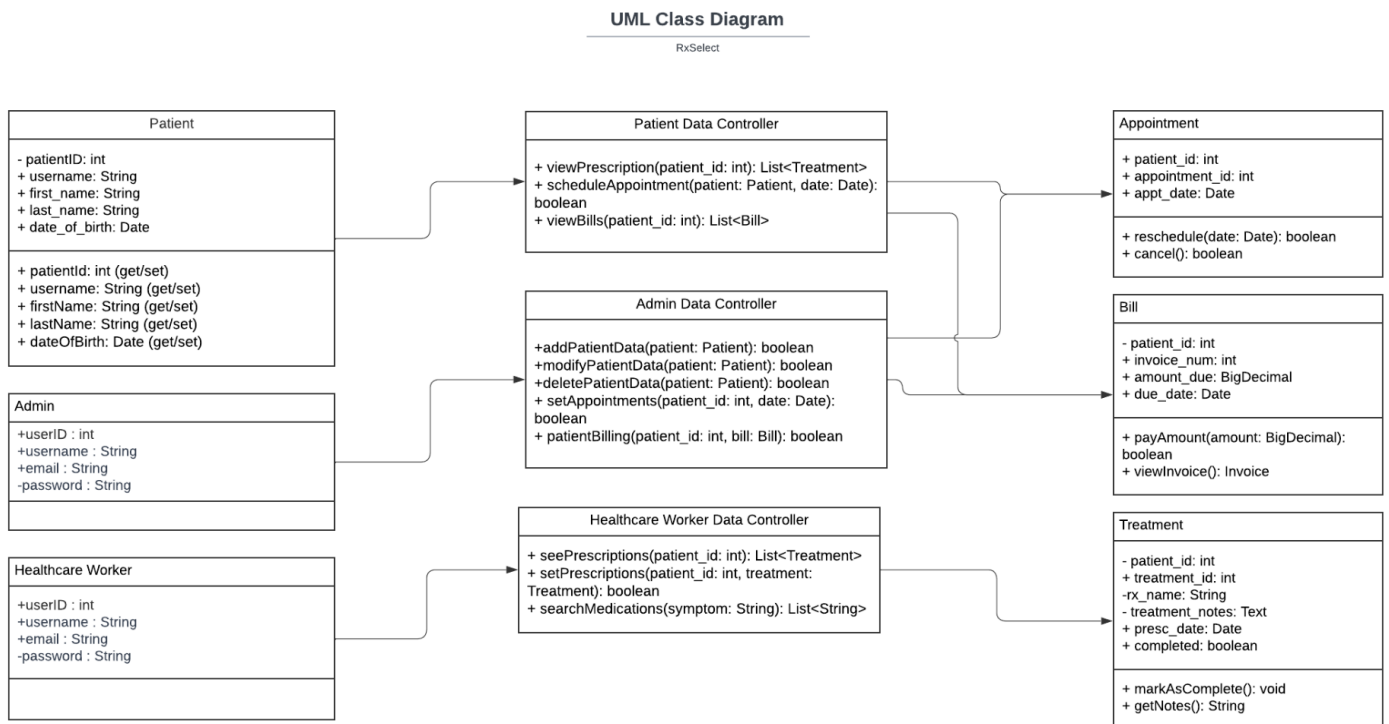 UML Class Diagram
RxSelect
Patient
- patientID: int
+ username: String
+ first_name: String
+ last_name: String
+ date_of_birth: Date
+ patientId: int (get/set)
+ username: String (get/set)
+ firstName: String (get/set)
+ lastName: String (get/set)
+ dateOfBirth: Date (get/set)
Admin
+userID : int
+username : String
+email : String
-password : String
Healthcare Worker
+userID : int
+username : String
+email : String
-password : String
Patient Data Controller
+ viewPrescription(patient_id: int): List<Treatment>
+ scheduleAppointment(patient: Patient, date: Date):
boolean
+ viewBills(patient_id: int): List<Bill>
Admin Data Controller
+addPatientData(patient: Patient): boolean
+modifyPatientData(patient: Patient): boolean
+deletePatientData(patient: Patient): boolean
+ setAppointments(patient_id: int, date: Date):
boolean
+ patientBilling(patient_id: int, bill: Bill): boolean
Healthcare Worker Data Controller
+ seePrescriptions(patient_id: int): List<Treatment>
+ setPrescriptions(patient_id: int, treatment:
Treatment): boolean
+ searchMedications(symptom: String): List<String>
Appointment
+ patient_id: int
+ appointment_id: int
+ appt_date: Date
+ reschedule(date: Date): boolean
+ cancel(): boolean
Bill
- patient_id: int
+ invoice_num: int
+ amount_due: BigDecimal
+ due_date: Date
+ payAmount(amount: BigDecimal):
boolean
+ viewInvoice(): Invoice
Treatment
- patient_id: int
+ treatment_id: int
-rx_name: String
- treatment_notes: Text
+ presc_date: Date
+ completed: boolean
+ markAsComplete(): void
+ getNotes(): String